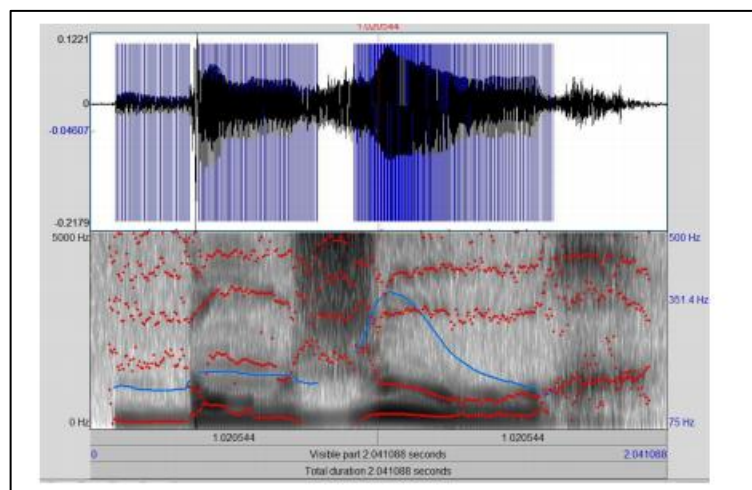 1.020544
0.1221
0
-0.04607
-0.2179
5000 Hz
500 Hz
351.4 Hz
0 Hz
75 Hz
1.020544
1.020544
0
Visible part 2.041088 seconds
2.041088
Total duration 2.041088 seconds